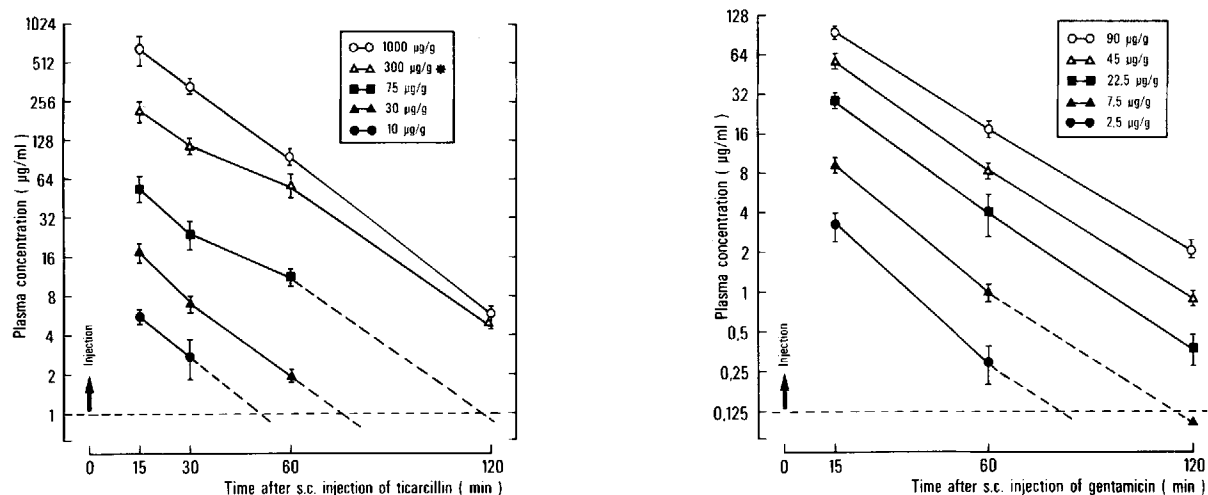 1024
512
256
128
64
32
16
8
4
2
1
Plasma concentration ( µg/ml )
1000 µg/g
300 µg/g *
75 µg/g
30 µg/g
10 µg/g
Injection
0
15
30
60
120
Time after s.c. injection of ticarcillin ( min )
128
64
32
16
8
4
2
1
0,5
0,25
0,125
Plasma concentration ( µg/ml )
90 µg/g
45 µg/g
22.5 µg/g
7.5 µg/g
2.5 µg/g
Injection
0
15
60
120
Time after s.c. injection of gentamicin ( min )